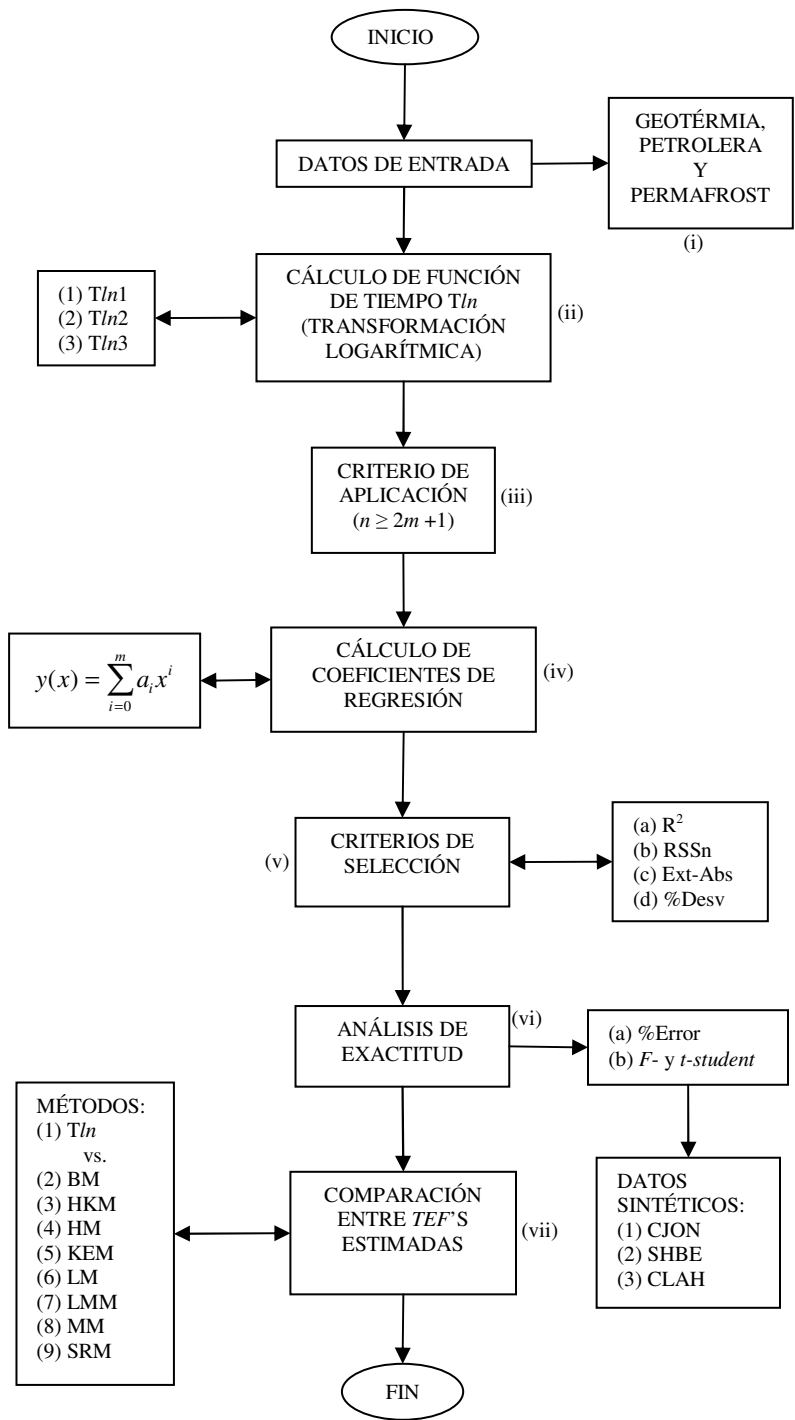 INICIO
DATOS DE ENTRADA
GEOTÉRMIA,
PETROLERA
Y
PERMAFROST
(i)
(1) Tln1
(2) Tln2
(3) Tln3
CÁLCULO DE FUNCIÓN
DE TIEMPO Tln
(TRANSFORMACIÓN
LOGARÍTMICA)
(ii)
CRITERIO DE
APLICACIÓN
(n ≥ 2m +1)
(iii)
y(x) = \sum_{i=0}^{m} a_i x^i
CÁLCULO DE
COEFICIENTES DE
REGRESIÓN
(iv)
(v)
CRITERIOS DE
SELECCIÓN
(a) R²
(b) RSSn
(c) Ext-Abs
(d) %Desv
ANÁLISIS DE
EXACTITUD
(vi)
(a) %Error
(b) F- y t-student
MÉTODOS:
(1) Tln
vs.
(2) BM
(3) HKM
(4) HM
(5) KEM
(6) LM
(7) LMM
(8) MM
(9) SRM
COMPARACIÓN
ENTRE TEF’S
ESTIMADAS
(vii)
DATOS
SINTÉTICOS:
(1) CJON
(2) SHBE
(3) CLAH
FIN